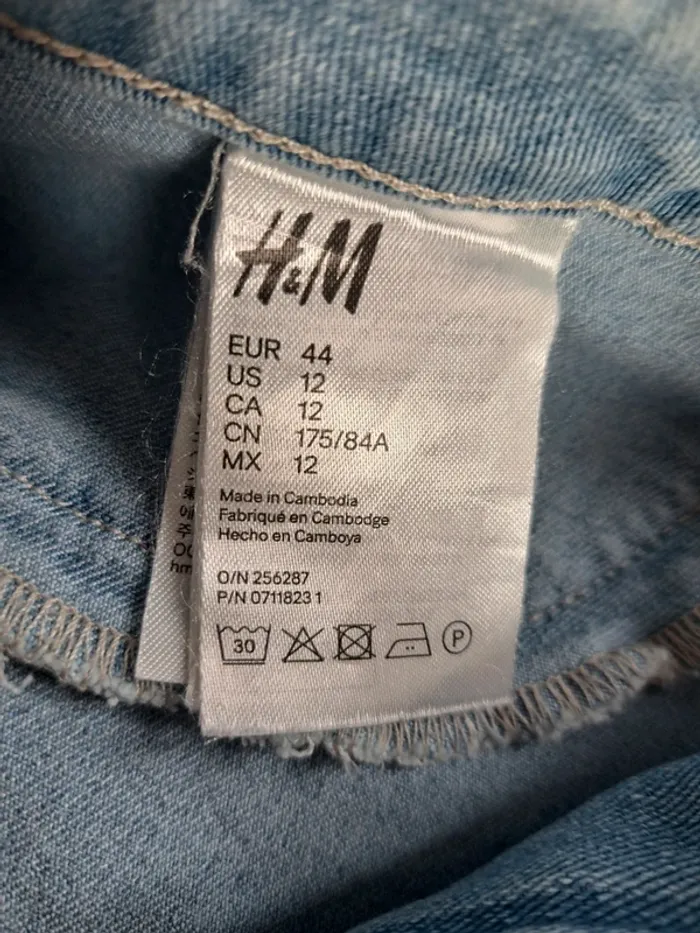 H&M
EUR 44
US 12
CA 12
CN 175/84A
MX 12
Made in Cambodia
Fabriqué en Cambodge
Hecho en Camboya
O/N 256287
P/N 0711823 1
30
P